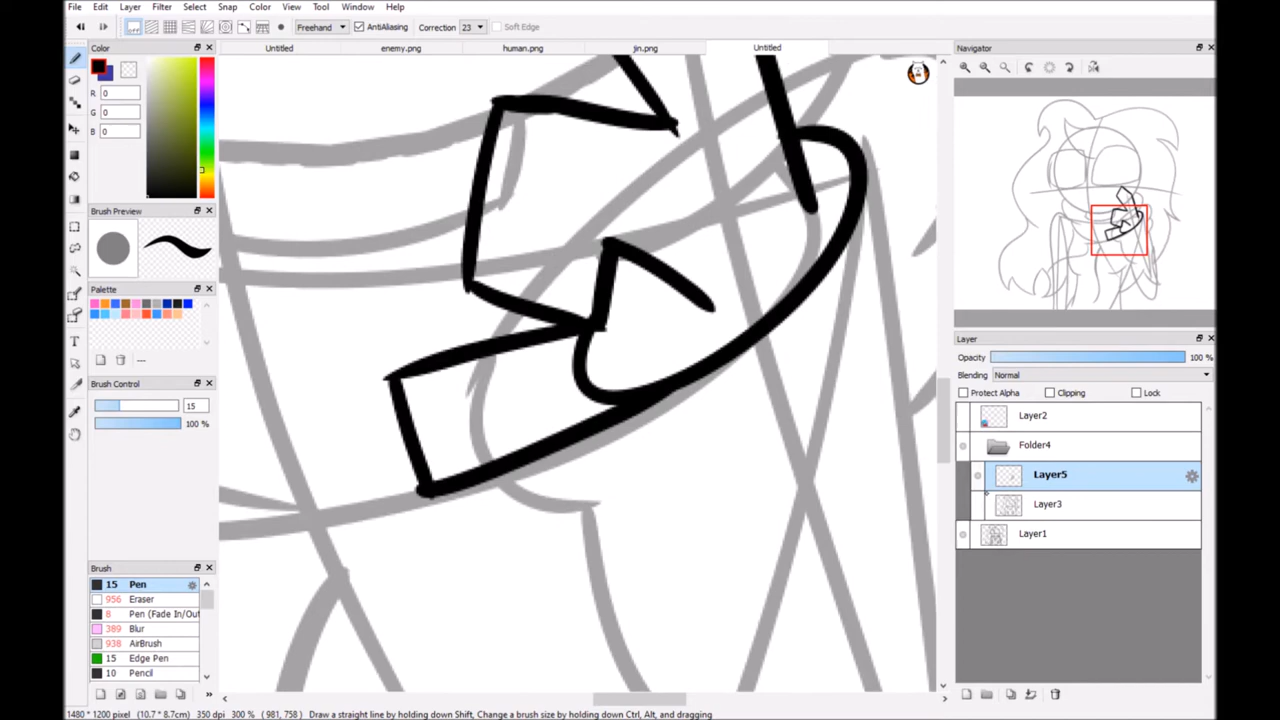 File Edit Layer Filter Select Snap Color View Tool Window Help
OFF Freehand AntiAliasing Correction 23 Soft Edge
Color
R 0
G 0
B 0
Brush Preview
Palette
---
Brush Control
15
100 %
Brush
15 Pen
956 Eraser
8 Pen (Fade In/Out
389 Blur
938 AirBrush
15 Edge Pen
10 Pencil
Untitled enemy.png human.png jin.png Untitled
Navigator
Layer
Opacity 100 %
Blending Normal
Protect Alpha Clipping Lock
Layer2
Folder4
Layer5
Layer3
Layer1
1480 * 1200 pixel (10.7 * 8.7cm) 350 dpi 300 % ( 981, 758 ) Draw a straight line by holding down Shift, Change a brush size by holding down Ctrl, Alt, and dragging